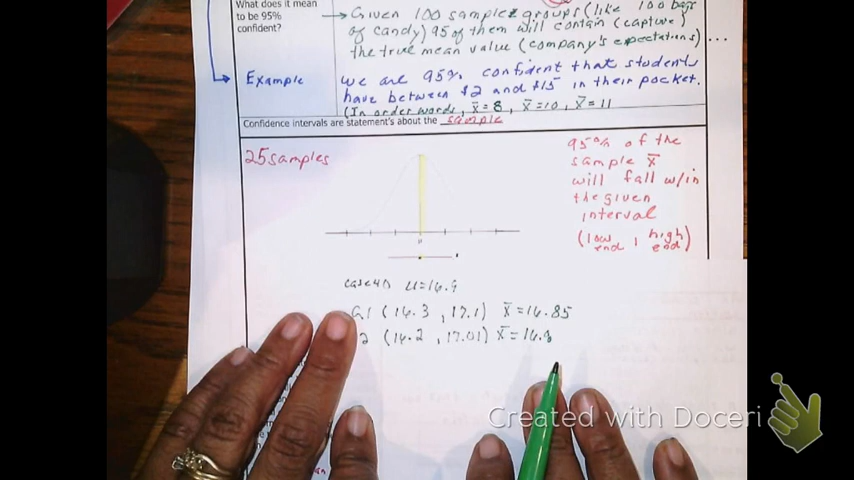 What does it mean
to be 95%
confident?
Given 100 samples groups (like 100 bags
of candy) 95 of them will contain (capture)
the true mean value (company's expectations) ...
Example
we are 95% confident that students
have between $2 and $15 in their pocket.
(In order words, x̄=8, x̄=10, x̄=11
Confidence intervals are statement's about the sample
25 samples
95% of the
sample x̄
will fall w/in
the given
interval
(low end, high end)
μ
μ=16.9
G1 (16.3, 17.1) x̄=16.85
2 (16.2, 17.01) x̄=16.8
Created with Doceri